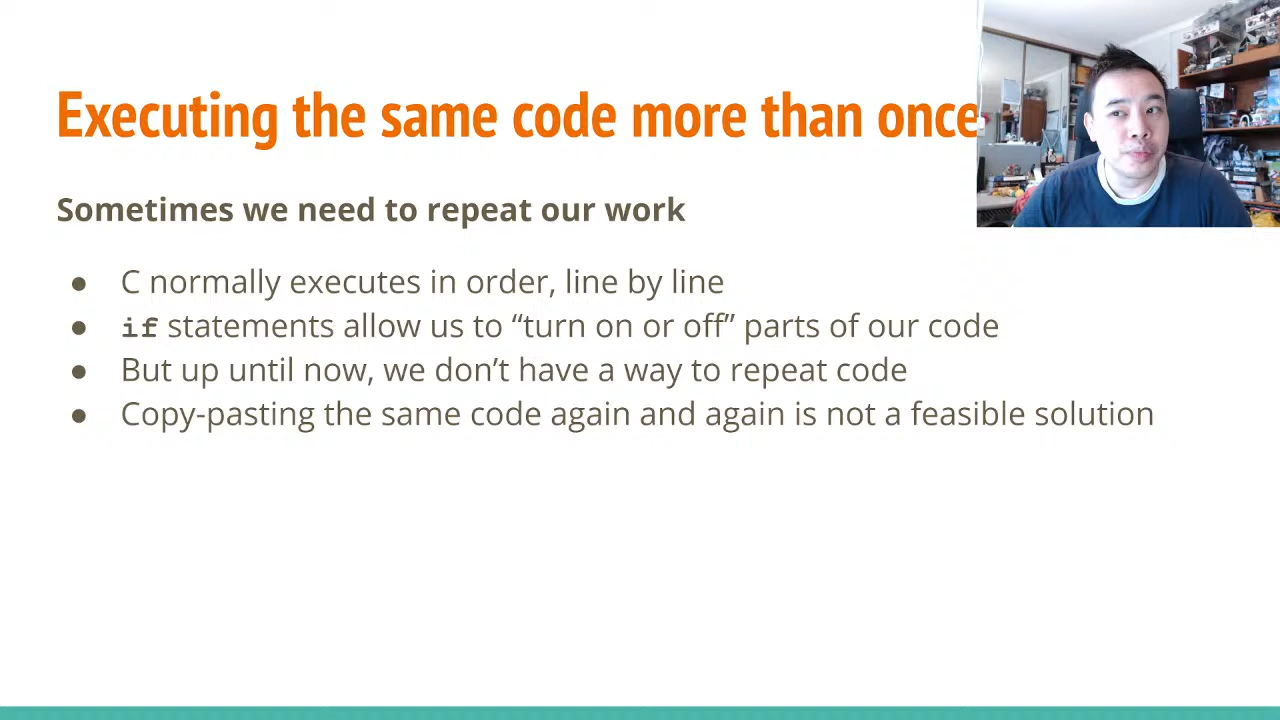 Executing the same code more than once
Sometimes we need to repeat our work
● C normally executes in order, line by line
● if statements allow us to “turn on or off” parts of our code
● But up until now, we don’t have a way to repeat code
● Copy-pasting the same code again and again is not a feasible solution